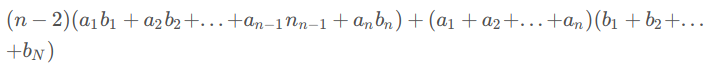 (n − 2)(a₁b₁ + a₂b₂+…+aₙ₋₁nₙ₋₁ + aₙbₙ) + (a₁ + a₂+…+aₙ)(b₁ + b₂+…
+b_N)